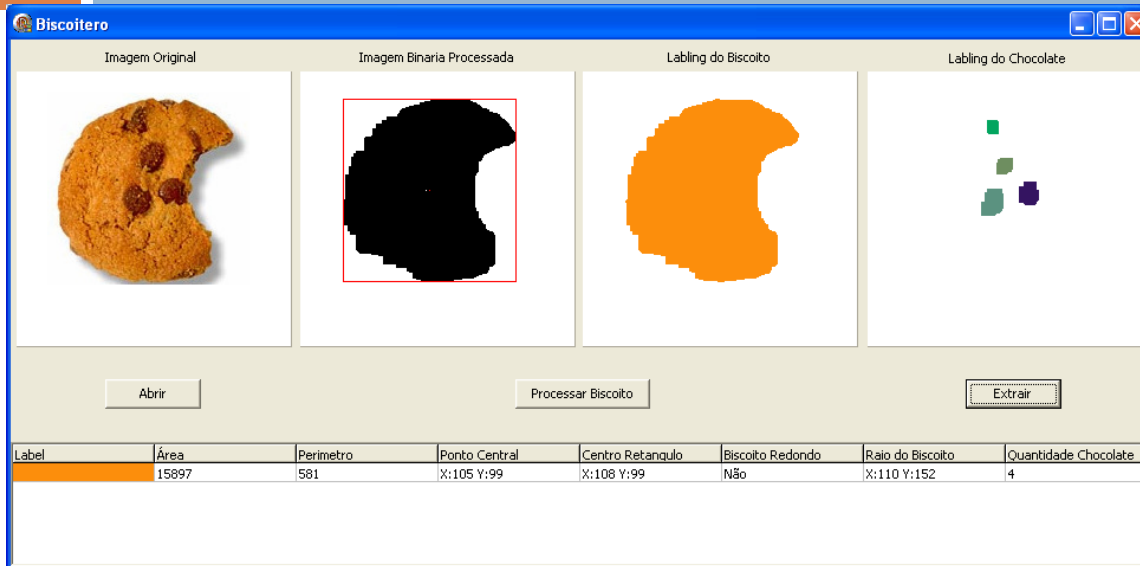 Biscoitero
Imagem Original Imagem Binaria Processada Labling do Biscoito Labling do Chocolate
Abrir Processar Biscoito Extrair
Label Área Perimetro Ponto Central Centro Retanqulo Biscoito Redondo Raio do Biscoito Quantidade Chocolate
15897 581 X:105 Y:99 X:108 Y:99 Não X:110 Y:152 4